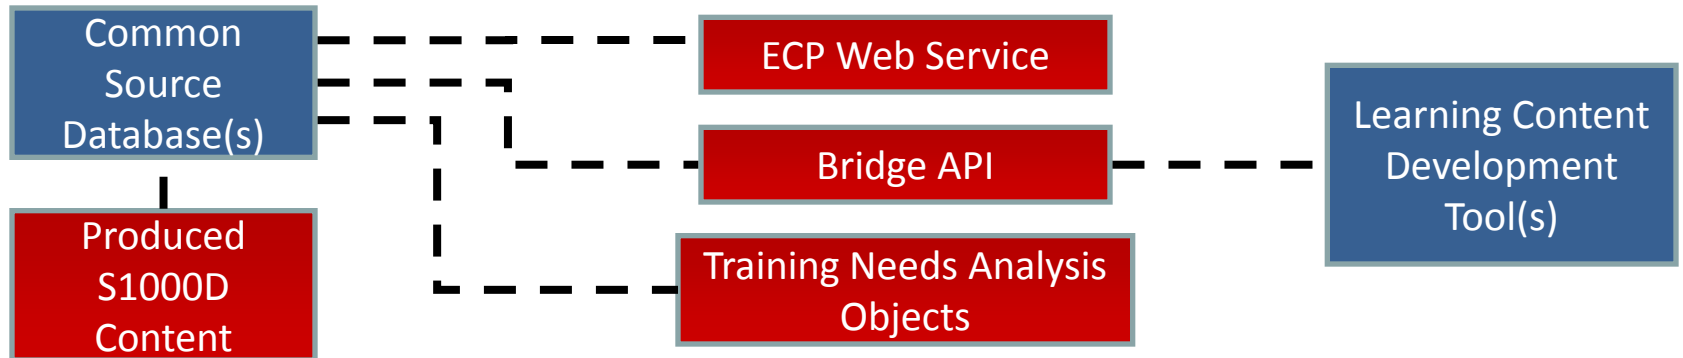 Common
Source
Database(s)
ECP Web Service
Bridge API
Learning Content
Development
Tool(s)
Produced
S1000D
Content
Training Needs Analysis
Objects